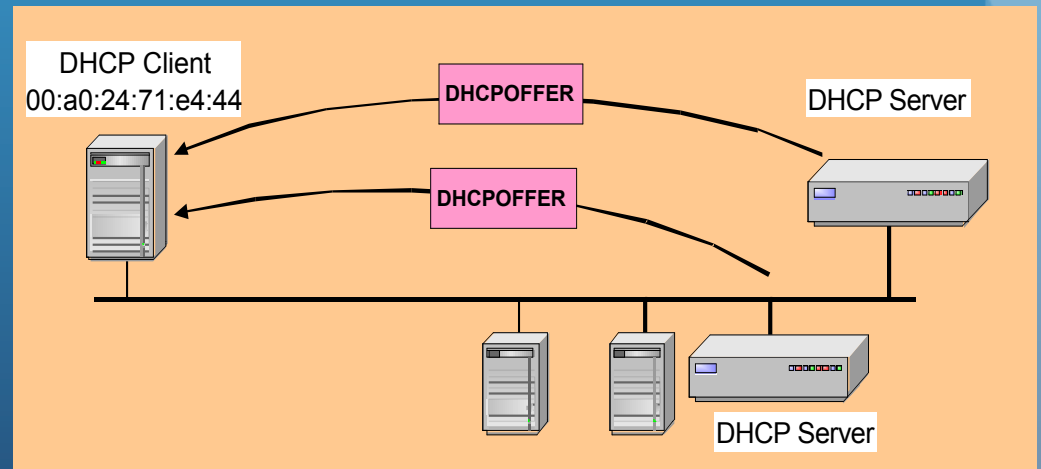 DHCP Client
00:a0:24:71:e4:44
DHCPOFFER
DHCP Server
DHCPOFFER
DHCP Server